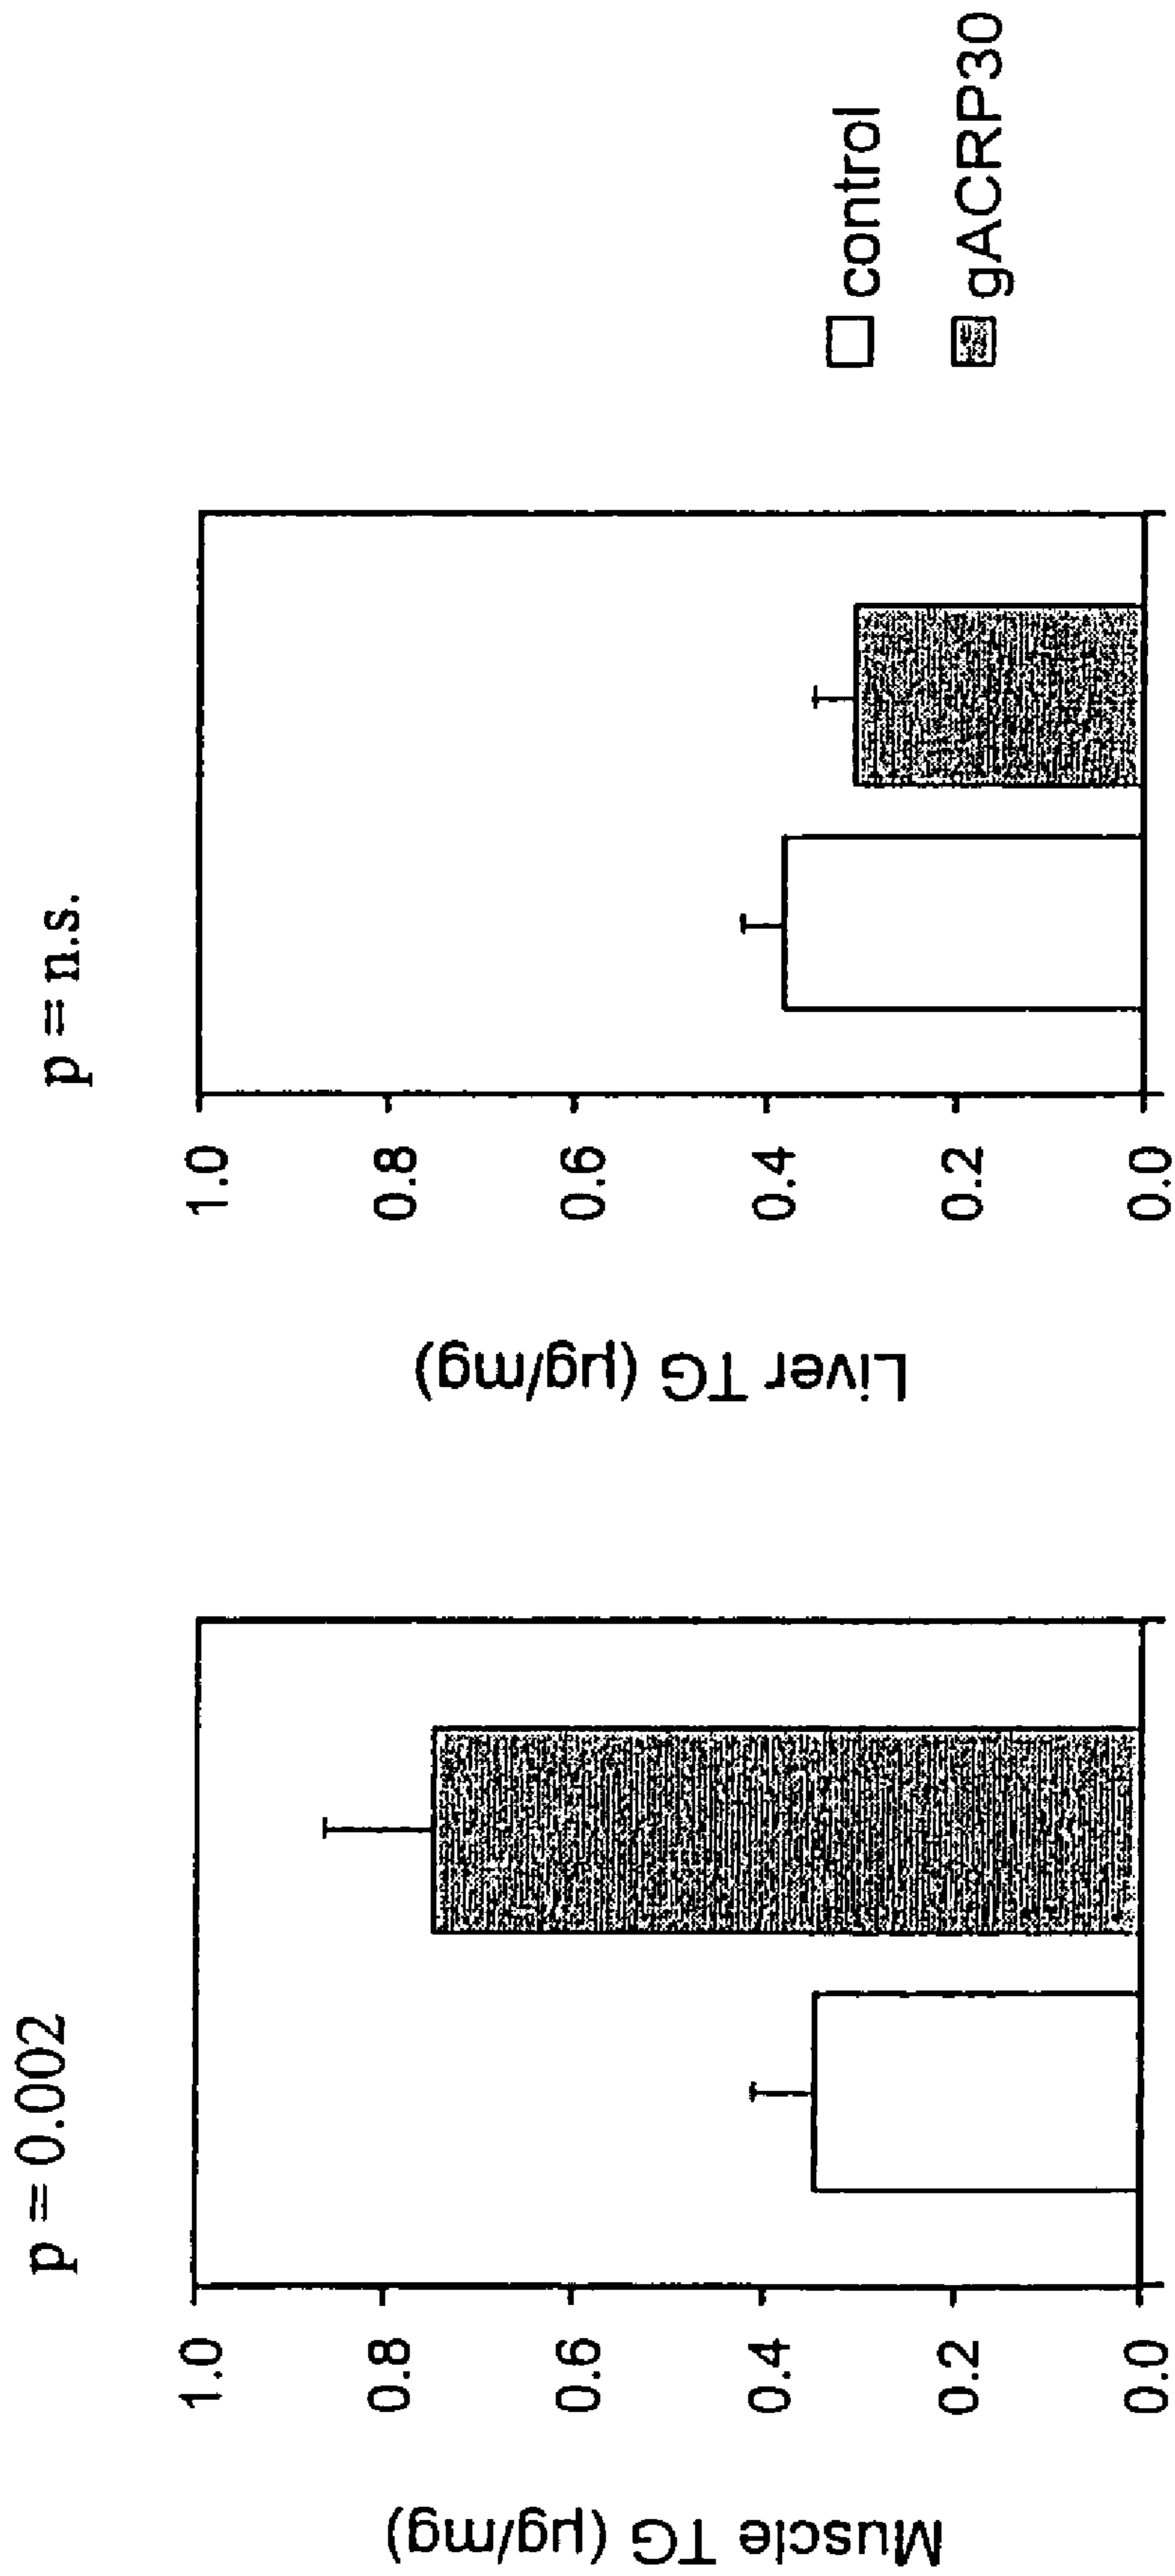 p = 0.002
1.0
0.8
0.6
0.4
0.2
0.0
Muscle TG (µg/mg)
p = n.s.
1.0
0.8
0.6
0.4
0.2
0.0
Liver TG (µg/mg)
control
gACRP30